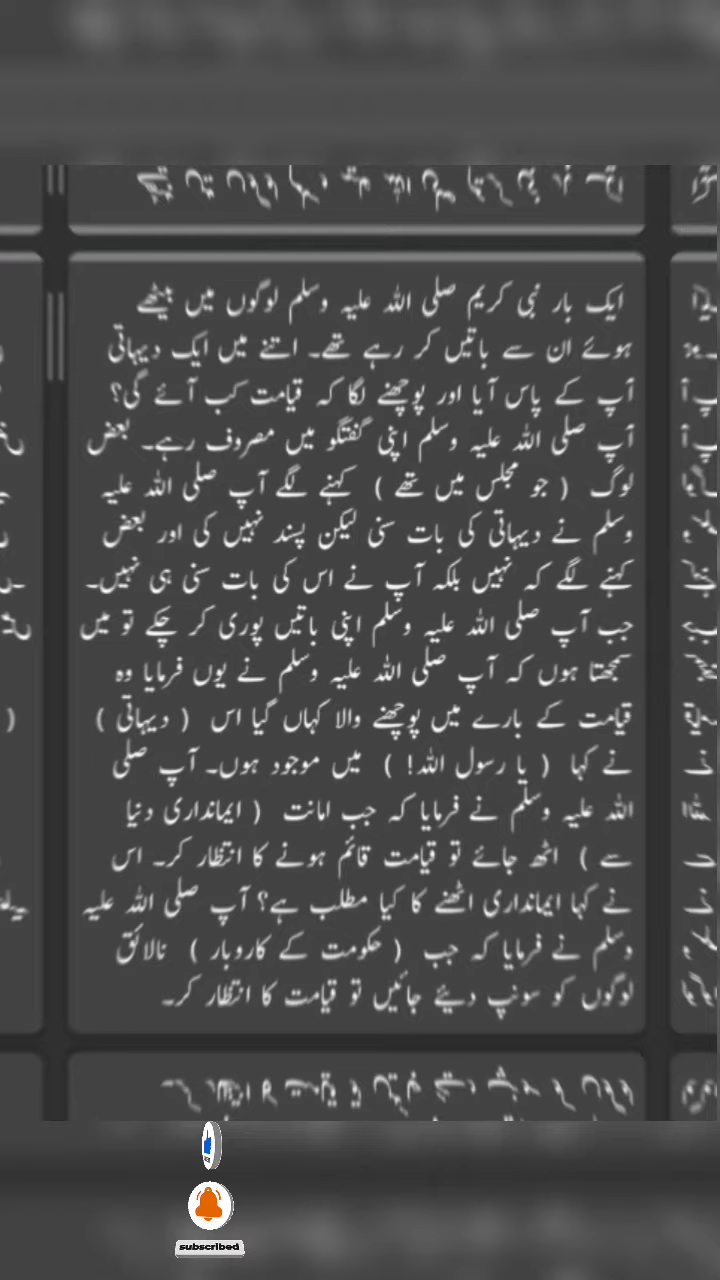 ایک بار نبی کریم صلی اللہ علیہ وسلم لوگوں میں بیٹھے
ہوئے ان سے باتیں کر رہے تھے۔ اتنے میں ایک دیہاتی
آپ کے پاس آیا اور پوچھنے لگا کہ قیامت کب آئے گی؟
آپ صلی اللہ علیہ وسلم اپنی گفتگو میں مصروف رہے۔ بعض
لوگ ( جو مجلس میں تھے ) کہنے لگے آپ صلی اللہ علیہ
وسلم نے دیہاتی کی بات سنی لیکن پسند نہیں کی اور بعض
کہنے لگے کہ نہیں بلکہ آپ نے اس کی بات سنی ہی نہیں۔
جب آپ صلی اللہ علیہ وسلم اپنی باتیں پوری کر چکے تو میں
سمجھتا ہوں کہ آپ صلی اللہ علیہ وسلم نے یوں فرمایا وہ
قیامت کے بارے میں پوچھنے والا کہاں گیا اس ( دیہاتی )
نے کہا ( یا رسول اللہ! ) میں موجود ہوں۔ آپ صلی
اللہ علیہ وسلم نے فرمایا کہ جب امانت ( ایمانداری دنیا
سے ) اٹھ جائے تو قیامت قائم ہونے کا انتظار کر۔ اس
نے کہا ایمانداری اٹھنے کا کیا مطلب ہے؟ آپ صلی اللہ علیہ
وسلم نے فرمایا کہ جب ( حکومت کے کاروبار ) نالائق
لوگوں کو سونپ دیئے جائیں تو قیامت کا انتظار کر۔
subscribed